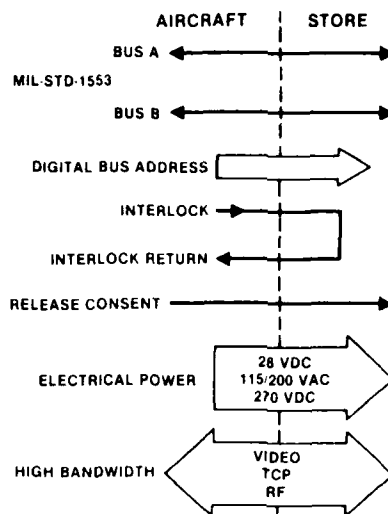 AIRCRAFT STORE
BUS A
MIL-STD-1553
BUS B
DIGITAL BUS ADDRESS
INTERLOCK
INTERLOCK RETURN
RELEASE CONSENT
ELECTRICAL POWER
28 VDC
115/200 VAC
270 VDC
HIGH BANDWIDTH
VIDEO
TCP
RF